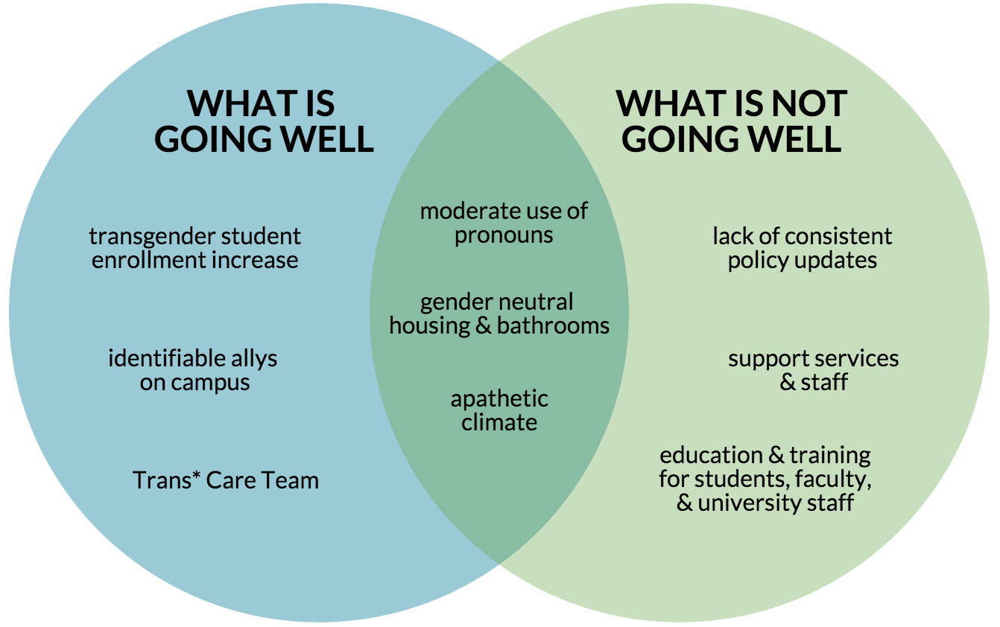 WHAT IS
GOING WELL
transgender student
enrollment increase
identifiable allys
on campus
Trans* Care Team
moderate use of
pronouns
gender neutral
housing & bathrooms
apathetic
climate
WHAT IS NOT
GOING WELL
lack of consistent
policy updates
support services
& staff
education & training
for students, faculty,
& university staff